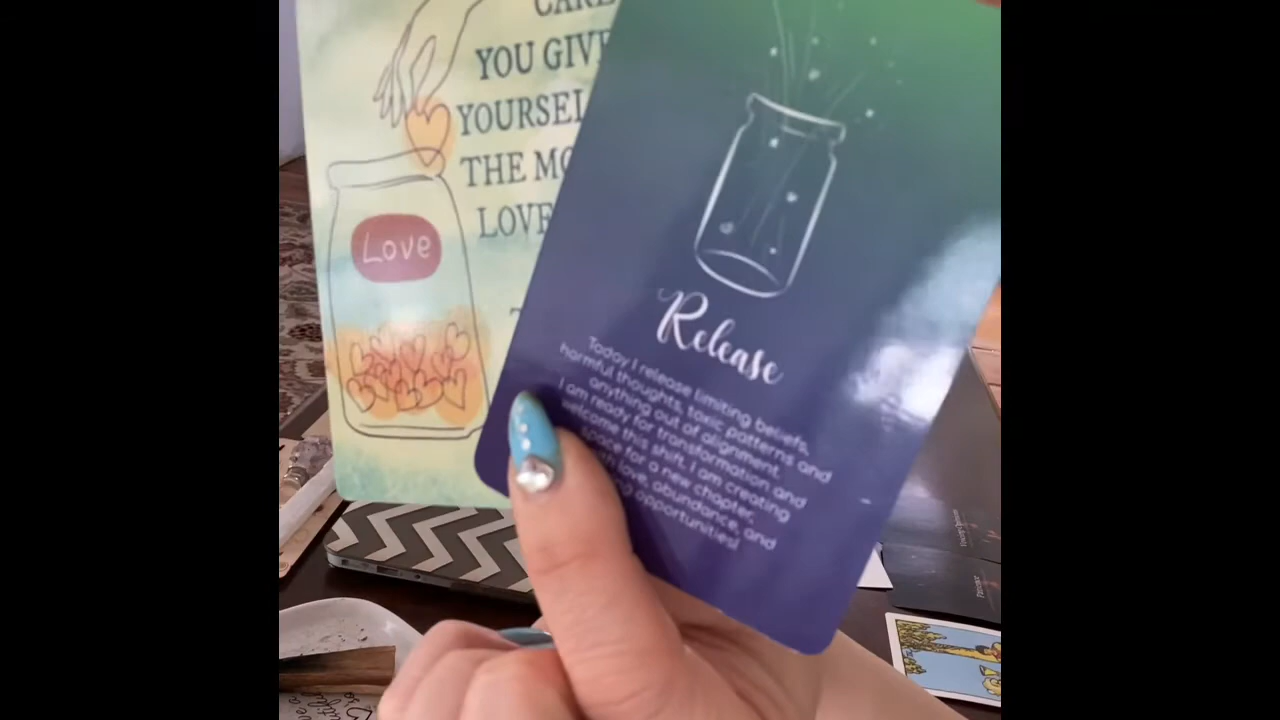 CARE
YOU GIVE
YOURSEL
THE MO
LOVE
Love
Release
Today I release limiting beliefs,
harmful thoughts, toxic patterns and
anything out of alignment.
I am ready for transformation and
welcome this shift. I am creating
space for a new chapter,
with love, abundance, and
opportunities!
Patience